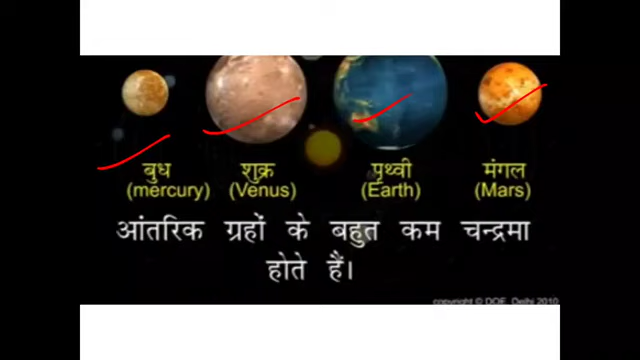 बुध शुक्र पृथ्वी मंगल
(mercury) (Venus) (Earth) (Mars)
आंतरिक ग्रहों के बहुत कम चन्द्रमा
होते हैं।
copyright © DOE, Delhi 2010